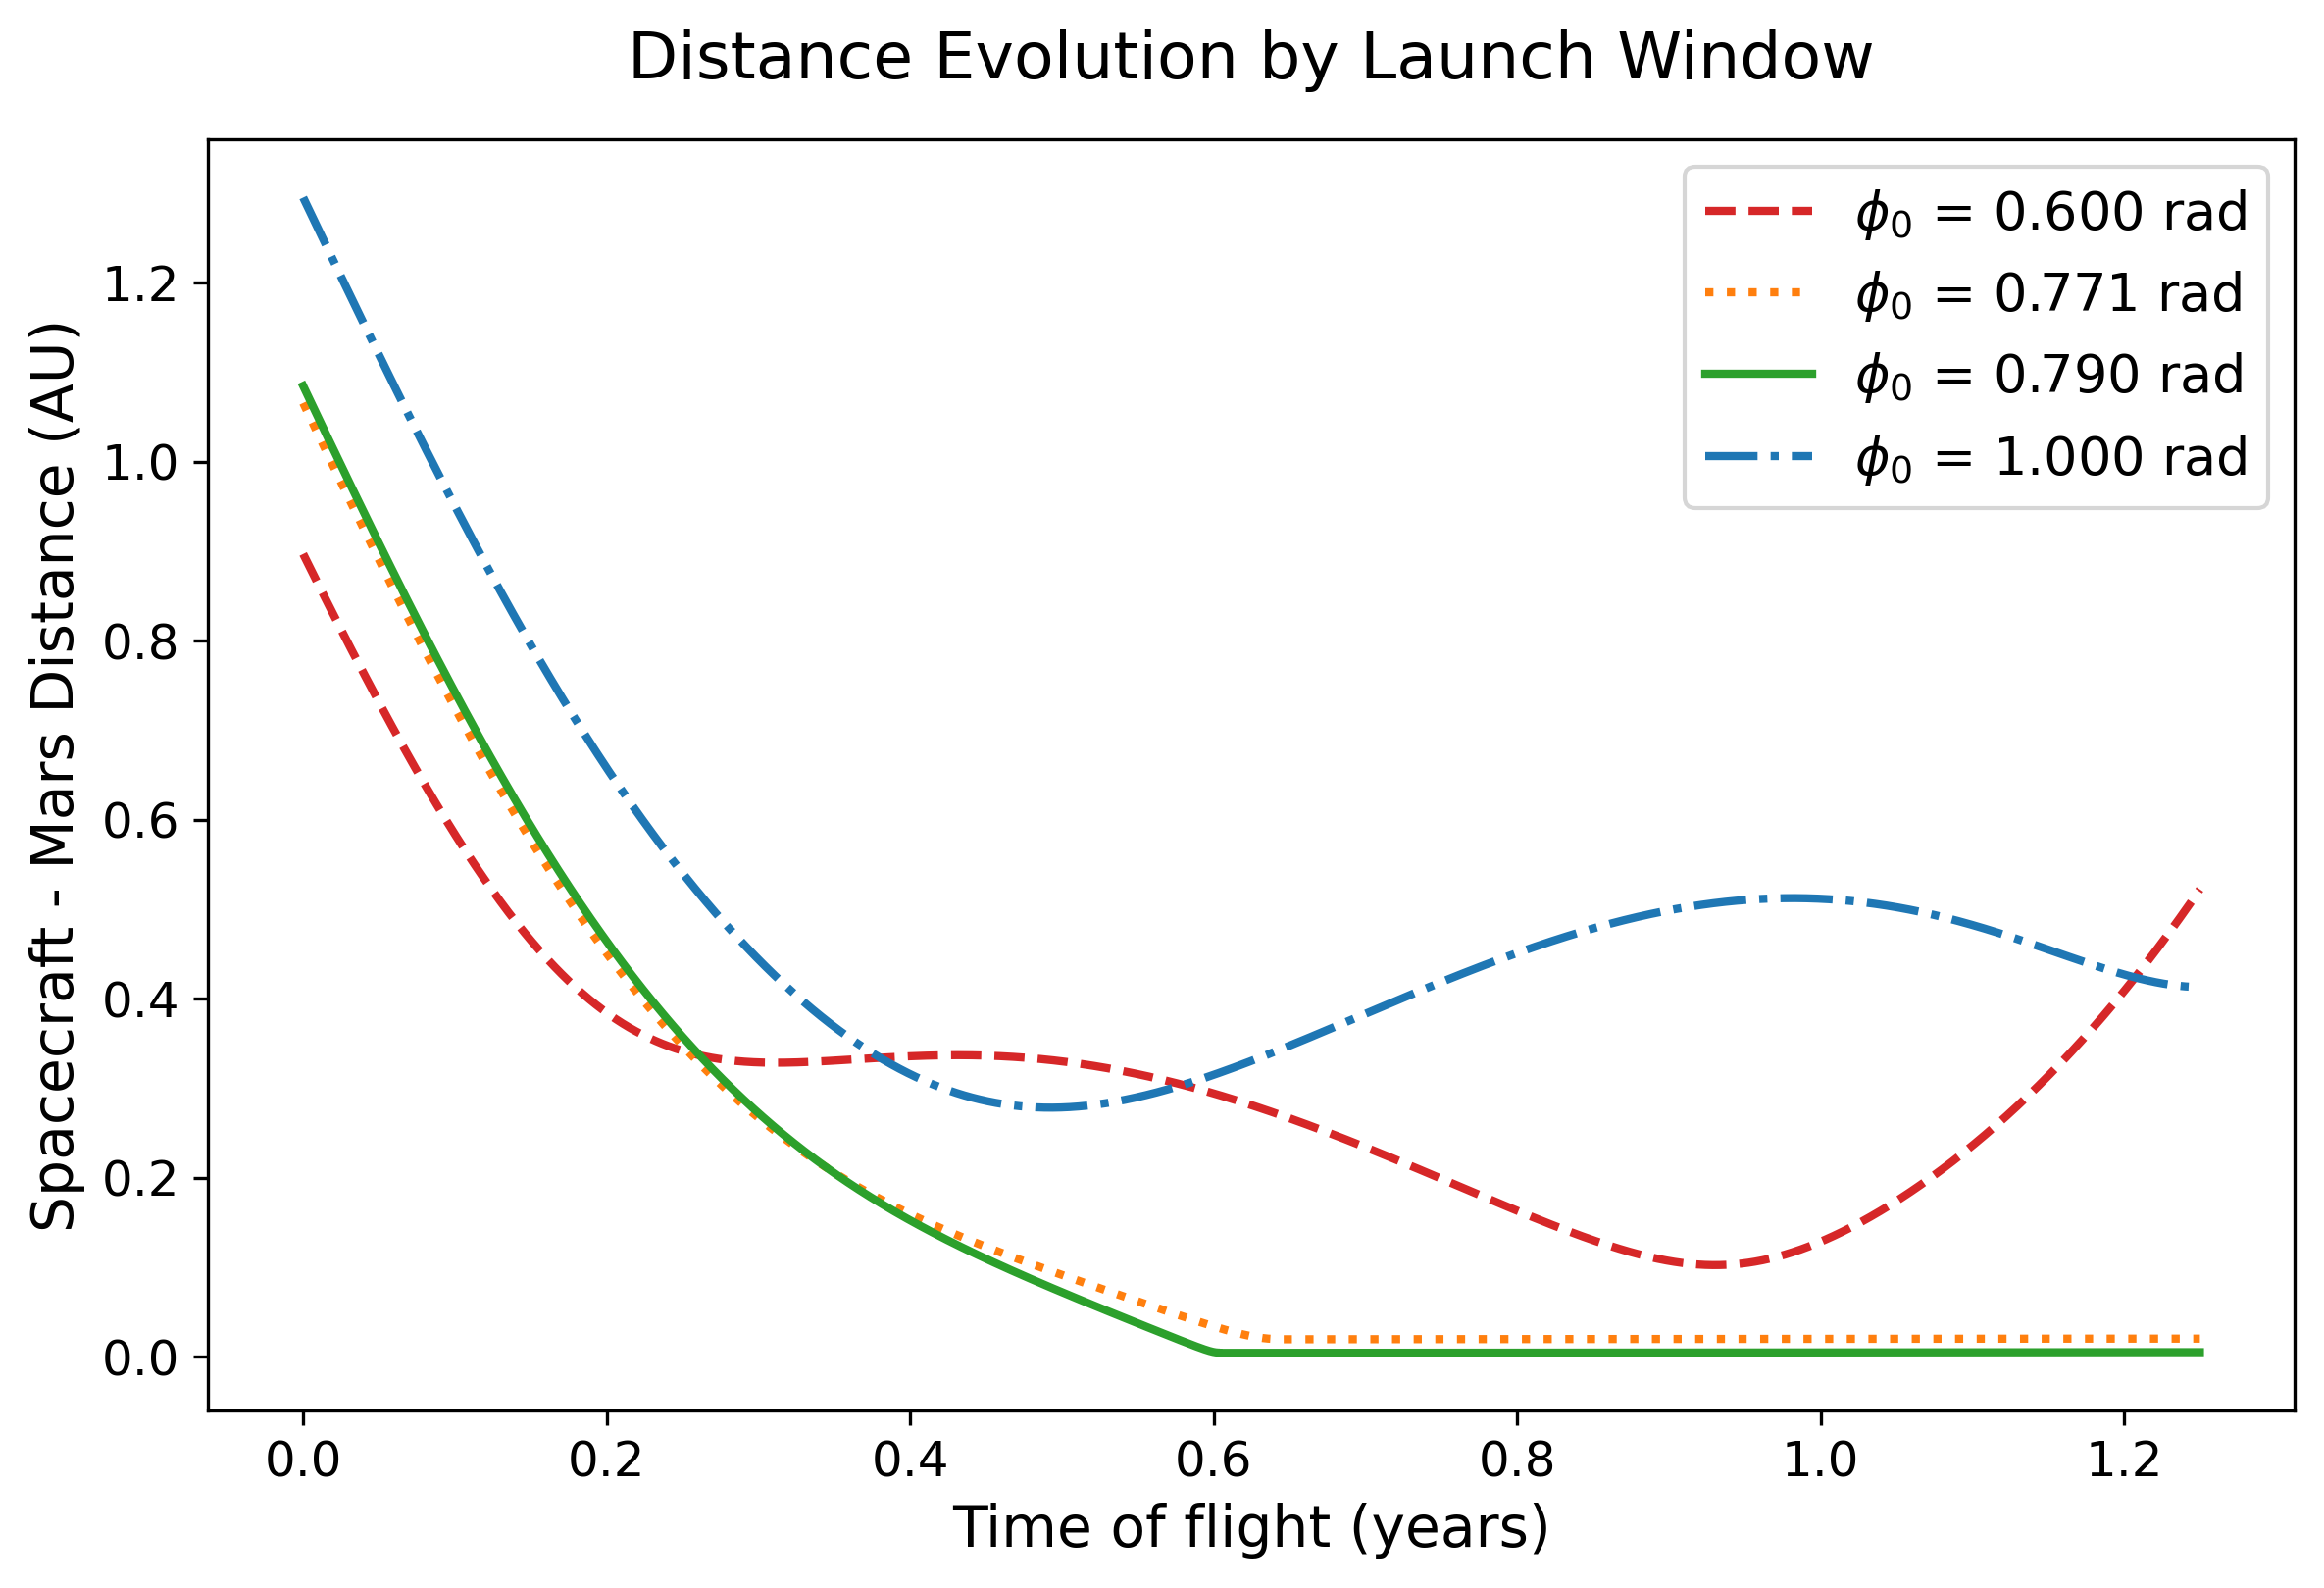 Distance Evolution by Launch Window
Spacecraft - Mars Distance (AU)
1.2
1.0
0.8
0.6
0.4
0.2
0.0
ϕ₀ = 0.600 rad
ϕ₀ = 0.771 rad
ϕ₀ = 0.790 rad
ϕ₀ = 1.000 rad
0.0 0.2 0.4 0.6 0.8 1.0 1.2
Time of flight (years)